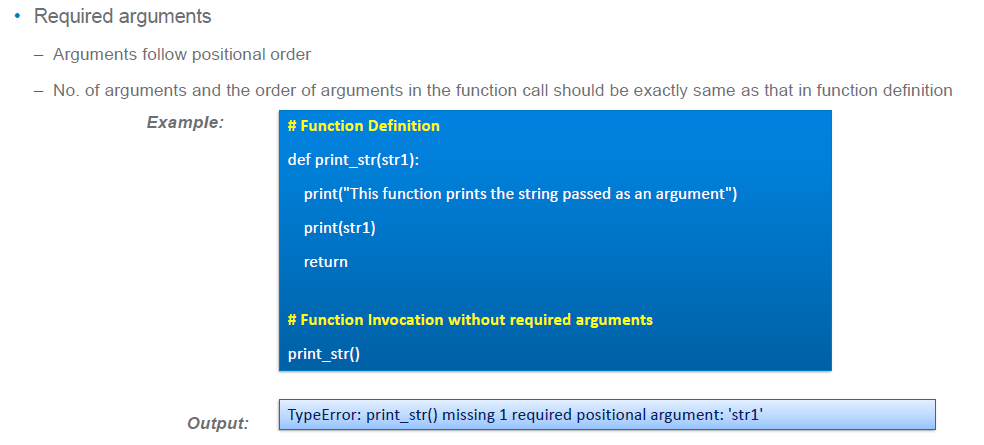 • Required arguments
– Arguments follow positional order
– No. of arguments and the order of arguments in the function call should be exactly same as that in function definition
Example:
# Function Definition
def print_str(str1):
print("This function prints the string passed as an argument")
print(str1)
return
# Function Invocation without required arguments
print_str()
Output:
TypeError: print_str() missing 1 required positional argument: 'str1'